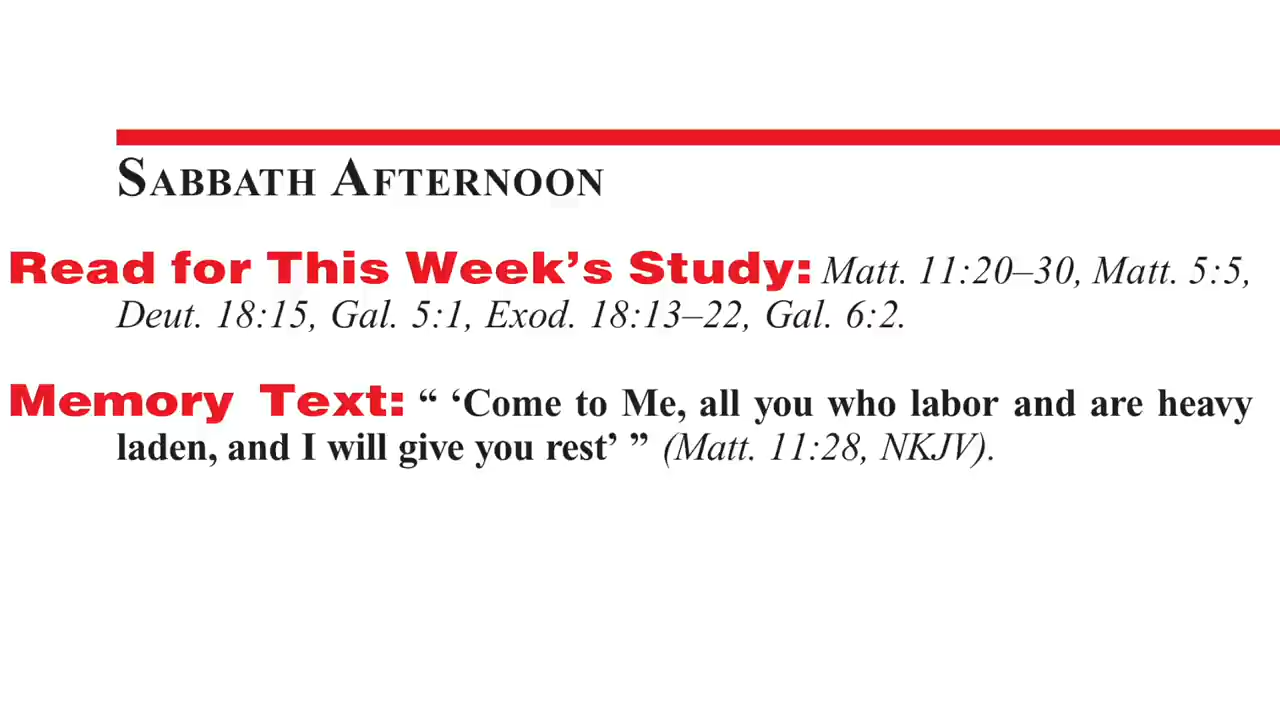 SABBATH AFTERNOON
Read for This Week’s Study: Matt. 11:20–30, Matt. 5:5,
Deut. 18:15, Gal. 5:1, Exod. 18:13–22, Gal. 6:2.
Memory Text: “ ‘Come to Me, all you who labor and are heavy
laden, and I will give you rest’ ” (Matt. 11:28, NKJV).